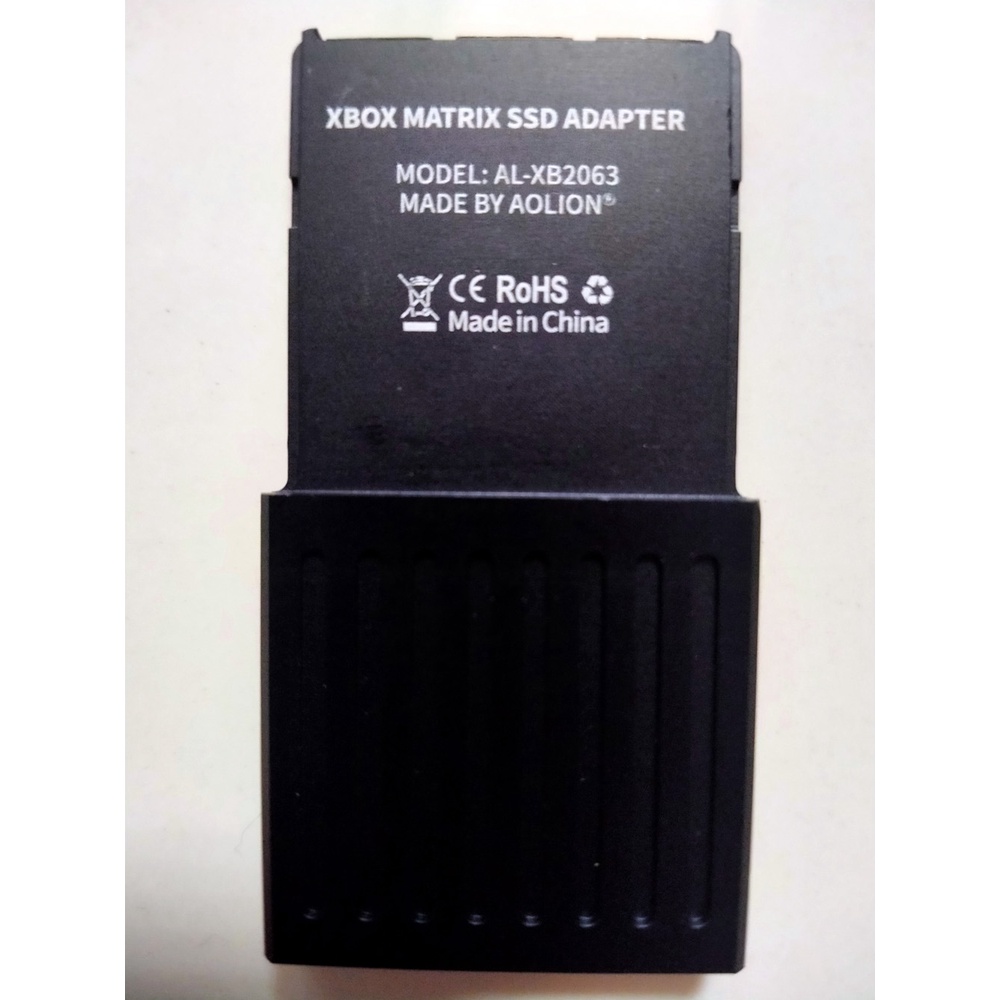 XBOX MATRIX SSD ADAPTER
MODEL: AL-XB2063
MADE BY AOLION®
CE RoHS
Made in China